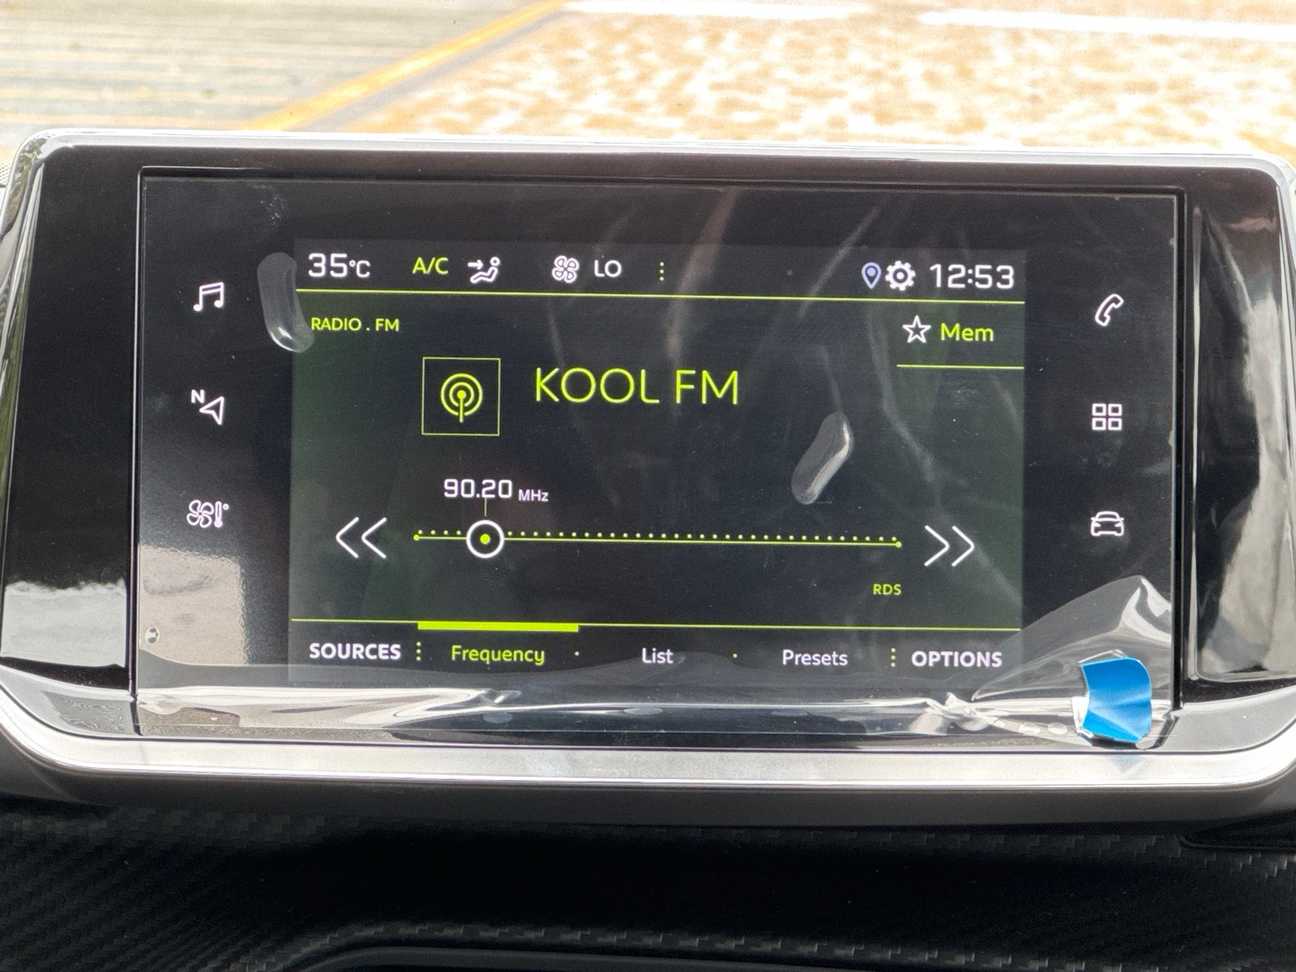 35°C A/C LO 12:53
RADIO . FM
Mem
KOOL FM
N
90.20 MHz
RDS
SOURCES Frequency List Presets OPTIONS